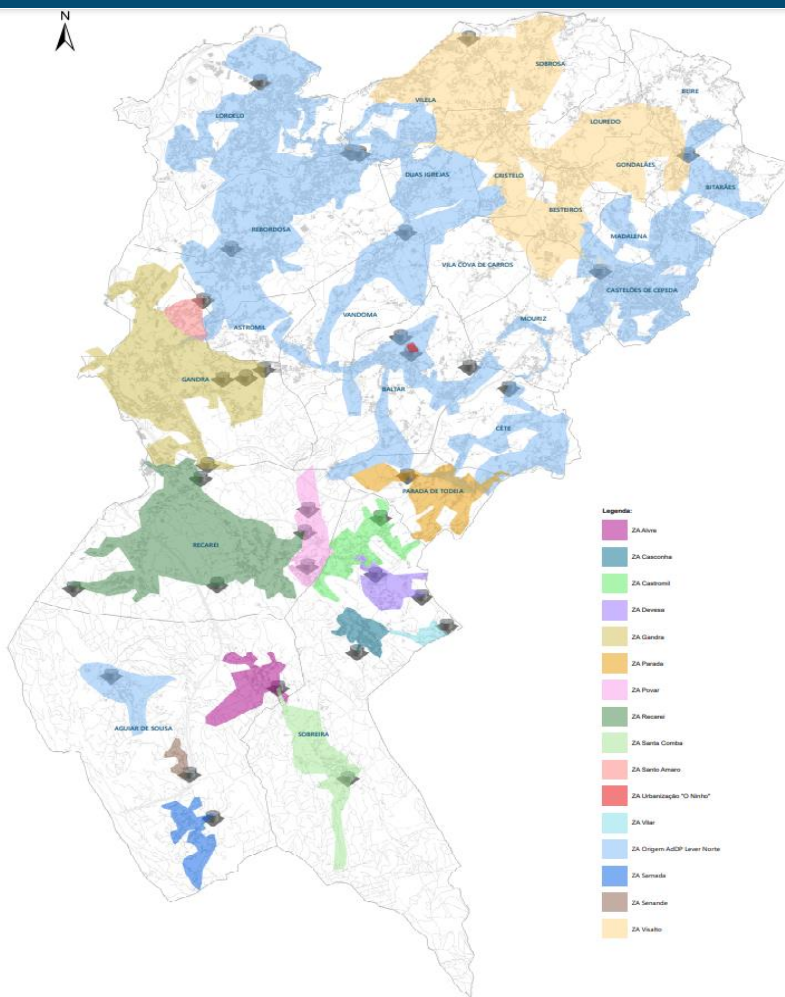 N
SOBROSA
VILELA
BEIRE
LORDELO
LOUREDO
GONDALÃES
DUAS IGREJAS
CRISTELO
BITARÃES
BESTEIROS
REBORDOSA
MADALENA
VILA COVA DE CARROS
CASTELÕES DE CEPEDA
VANDOMA
MOURIZ
ASTROMIL
GANDRA
BALTAR
CÊTE
PARADA DE TODEIA
RECAREI
AGUIAR DE SOUSA
SOBREIRA
Legenda:
ZA Alvre
ZA Casconha
ZA Castromil
ZA Devesa
ZA Gandra
ZA Parada
ZA Povar
ZA Recarei
ZA Santa Comba
ZA Santo Amaro
ZA Urbanização "O Ninho"
ZA Vilar
ZA Origem AdDP Lever Norte
ZA Sarnada
ZA Senande
ZA Visalto